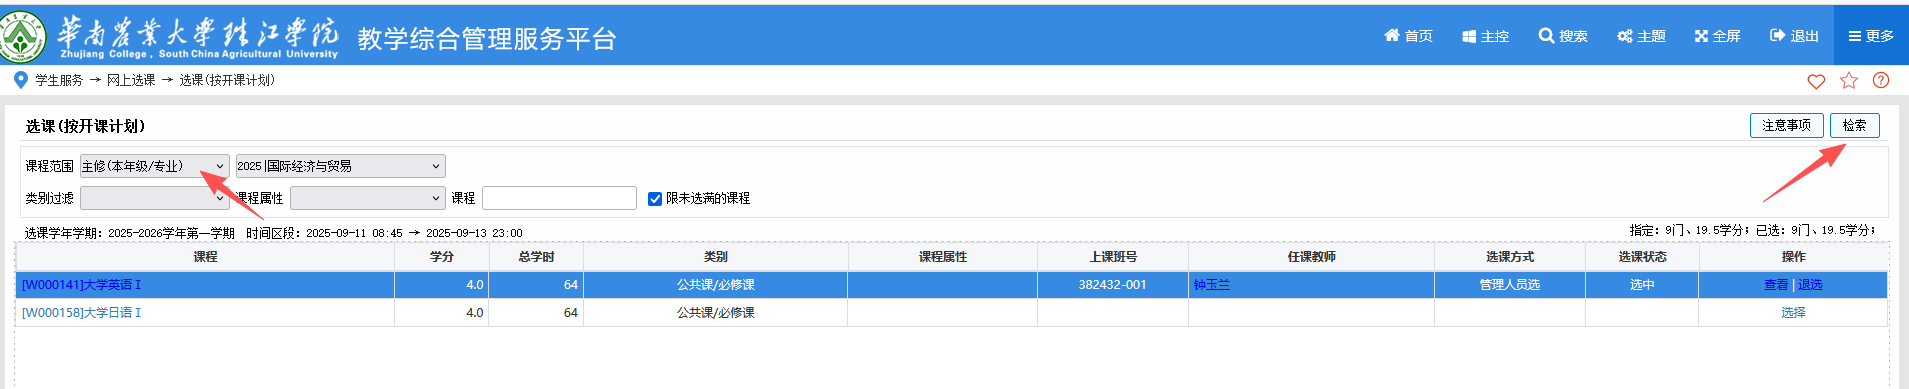 华南农业大学珠江学院 教学综合管理服务平台
Zhujiang College, South China Agricultural University
首页 主控 搜索 主题 全屏 退出 更多
学生服务 → 网上选课 → 选课(按开课计划)
选课(按开课计划) 注意事项 检索
课程范围 主修(本年级/专业) 2025|国际经济与贸易
类别过滤 课程属性 课程 限未选满的课程
选课学年学期：2025-2026学年第一学期 时间区段：2025-09-11 08:45 → 2025-09-13 23:00 指定：9门、19.5学分；已选：9门、19.5学分；
课程 学分 总学时 类别 课程属性 上课班号 任课教师 选课方式 选课状态 操作
[W000141]大学英语Ⅰ 4.0 64 公共课/必修课 382432-001 钟玉兰 管理人员选 选中 查看 | 退选
[W000158]大学日语Ⅰ 4.0 64 公共课/必修课 选择